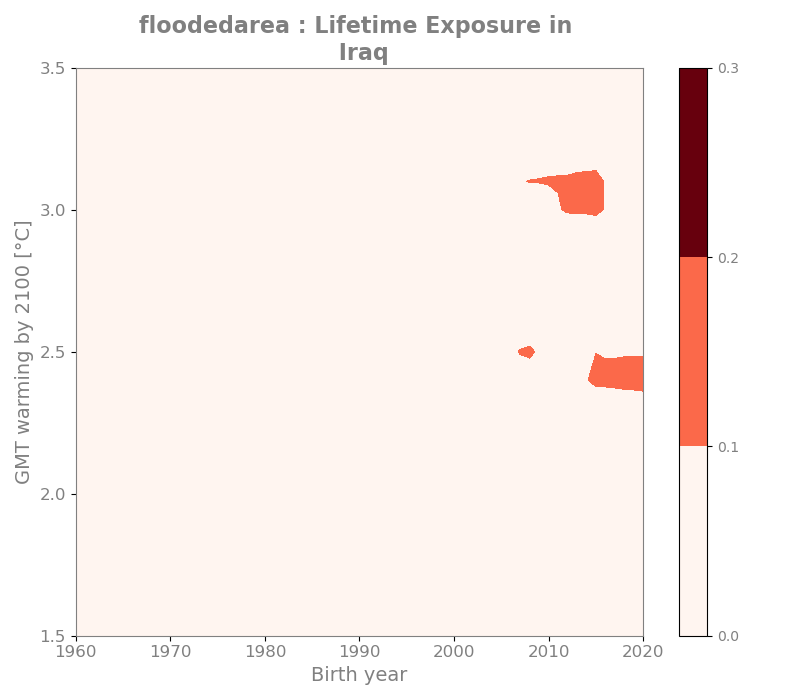 floodedarea : Lifetime Exposure in
Iraq
3.5
3.0
2.5
2.0
1.5
GMT warming by 2100 [°C]
1960 1970 1980 1990 2000 2010 2020
Birth year
0.3
0.2
0.1
0.0